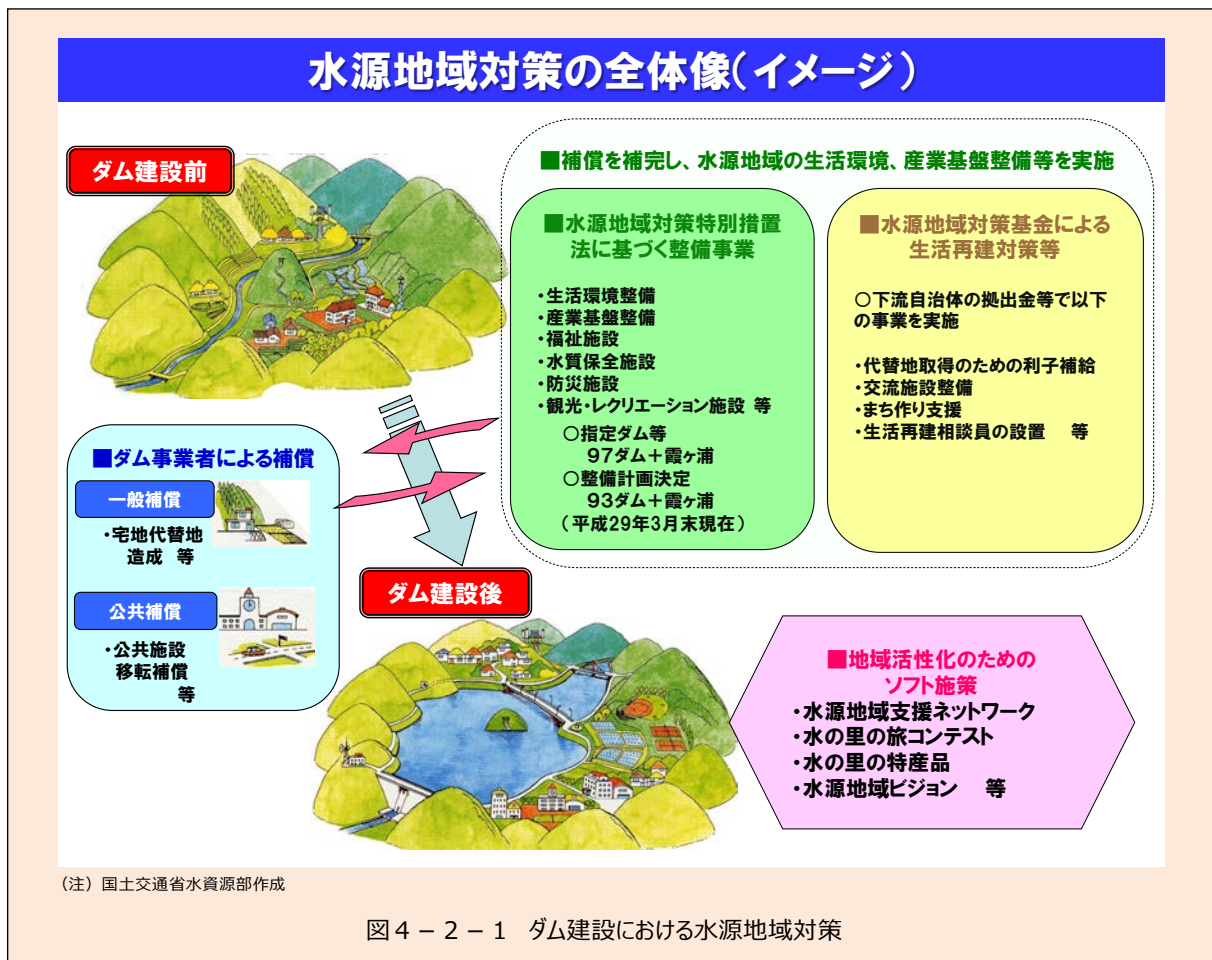 水源地域対策の全体像(イメージ)
ダム建設前
■補償を補完し、水源地域の生活環境、産業基盤整備等を実施
■水源地域対策特別措置
法に基づく整備事業
・生活環境整備
・産業基盤整備
・福祉施設
・水質保全施設
・防災施設
・観光・レクリエーション施設 等
○指定ダム等
97ダム+霞ヶ浦
○整備計画決定
93ダム+霞ヶ浦
(平成29年3月末現在)
■水源地域対策基金による
生活再建対策等
○下流自治体の拠出金等で以下
の事業を実施
・代替地取得のための利子補給
・交流施設整備
・まち作り支援
・生活再建相談員の設置 等
■ダム事業者による補償
一般補償
・宅地代替地
造成 等
公共補償
・公共施設
移転補償
等
ダム建設後
■地域活性化のための
ソフト施策
・水源地域支援ネットワーク
・水の里の旅コンテスト
・水の里の特産品
・水源地域ビジョン 等
(注)国土交通省水資源部作成
図4-2-1 ダム建設における水源地域対策